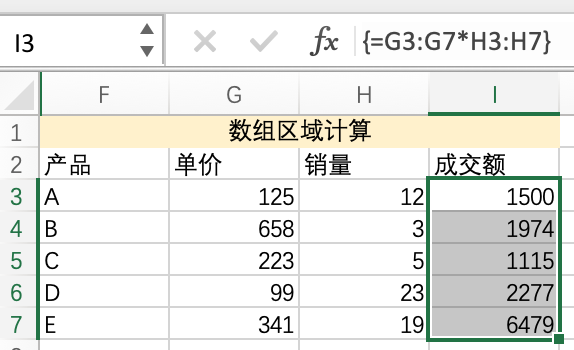 I3 fx {=G3:G7*H3:H7}
F G H I
1 数组区域计算
2 产品 单价 销量 成交额
3 A 125 12 1500
4 B 658 3 1974
5 C 223 5 1115
6 D 99 23 2277
7 E 341 19 6479